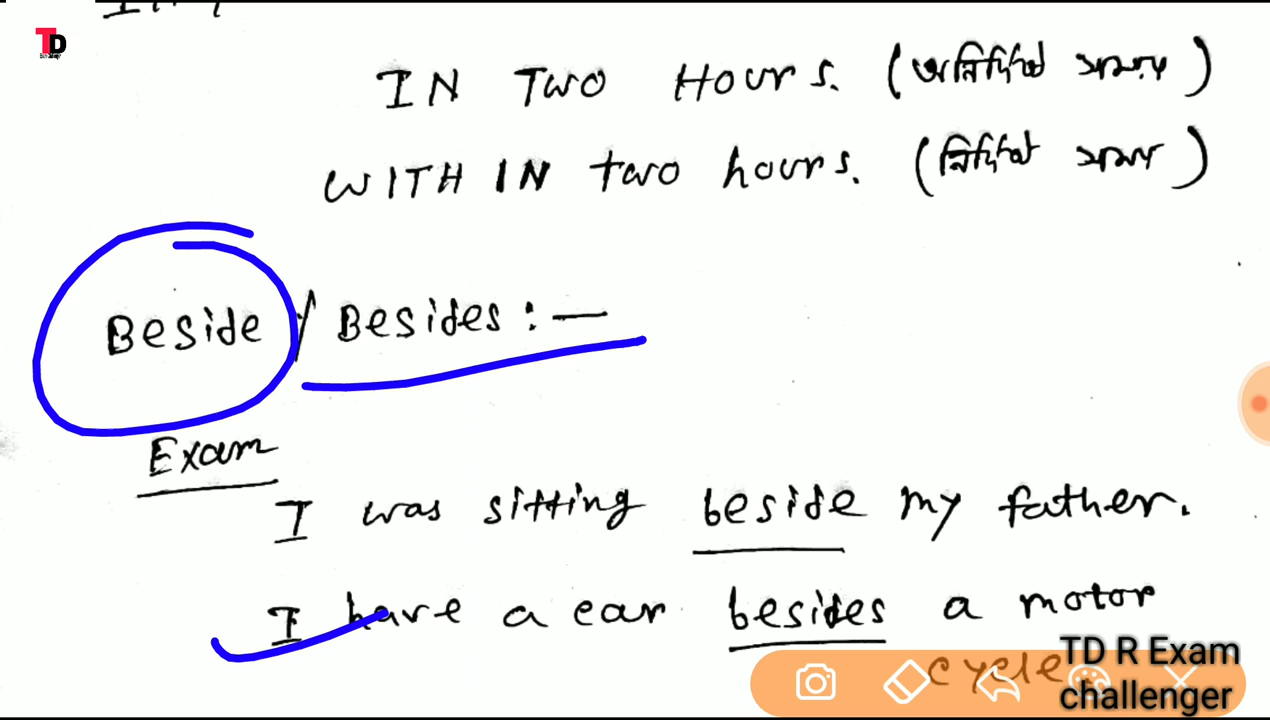 TD
IN TWO HOURS. (অনির্দিষ্ট সময়)
WITH IN two hours. (নির্দিষ্ট সময়)
Beside / Besides : —
Exam
I was sitting beside my father.
I have a car besides a motor
cycle
TD R Exam
challenger